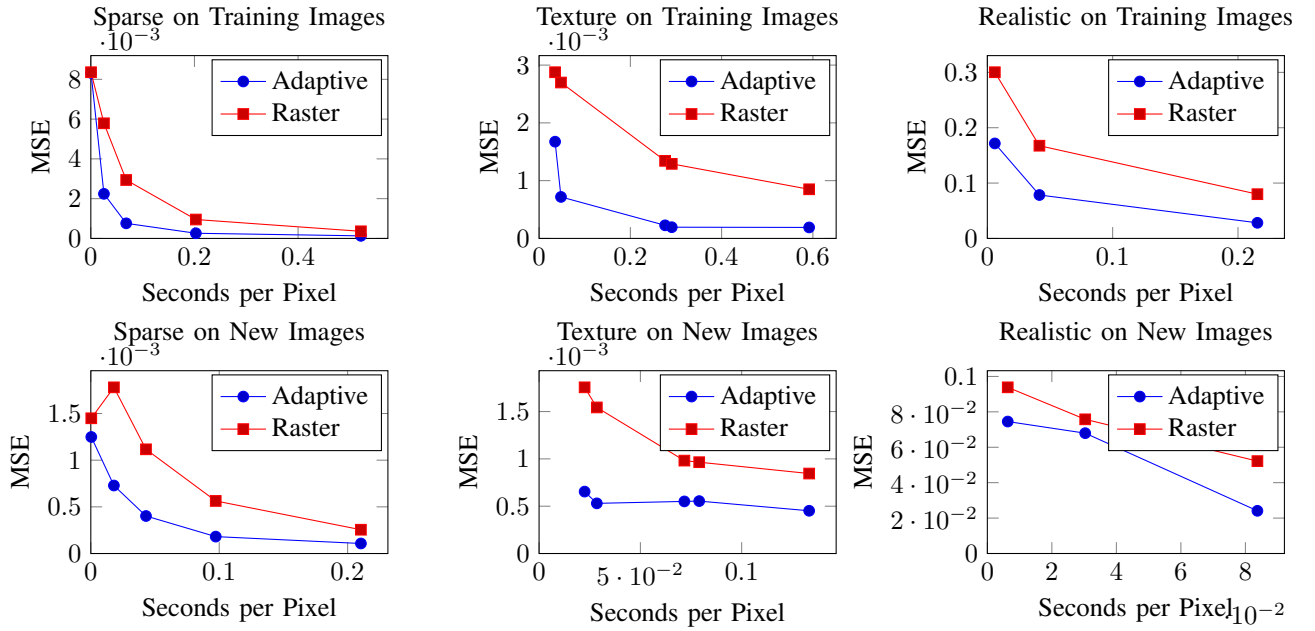 Sparse on Training Images
·10⁻³
8
6
4
2
0
0
0.2
0.4
MSE
Seconds per Pixel
Adaptive
Raster
Texture on Training Images
·10⁻³
3
2
1
0
0
0.2
0.4
0.6
MSE
Seconds per Pixel
Adaptive
Raster
Realistic on Training Images
0.3
0.2
0.1
0
0
0.1
0.2
MSE
Seconds per Pixel
Adaptive
Raster
Sparse on New Images
·10⁻³
1.5
1
0.5
0
0
0.1
0.2
MSE
Seconds per Pixel
Adaptive
Raster
Texture on New Images
·10⁻³
1.5
1
0.5
0
0
5 · 10⁻²
0.1
MSE
Seconds per Pixel
Adaptive
Raster
Realistic on New Images
0.1
8 · 10⁻²
6 · 10⁻²
4 · 10⁻²
2 · 10⁻²
0
0
2
4
6
8
·10⁻²
MSE
Seconds per Pixel
Adaptive
Raster